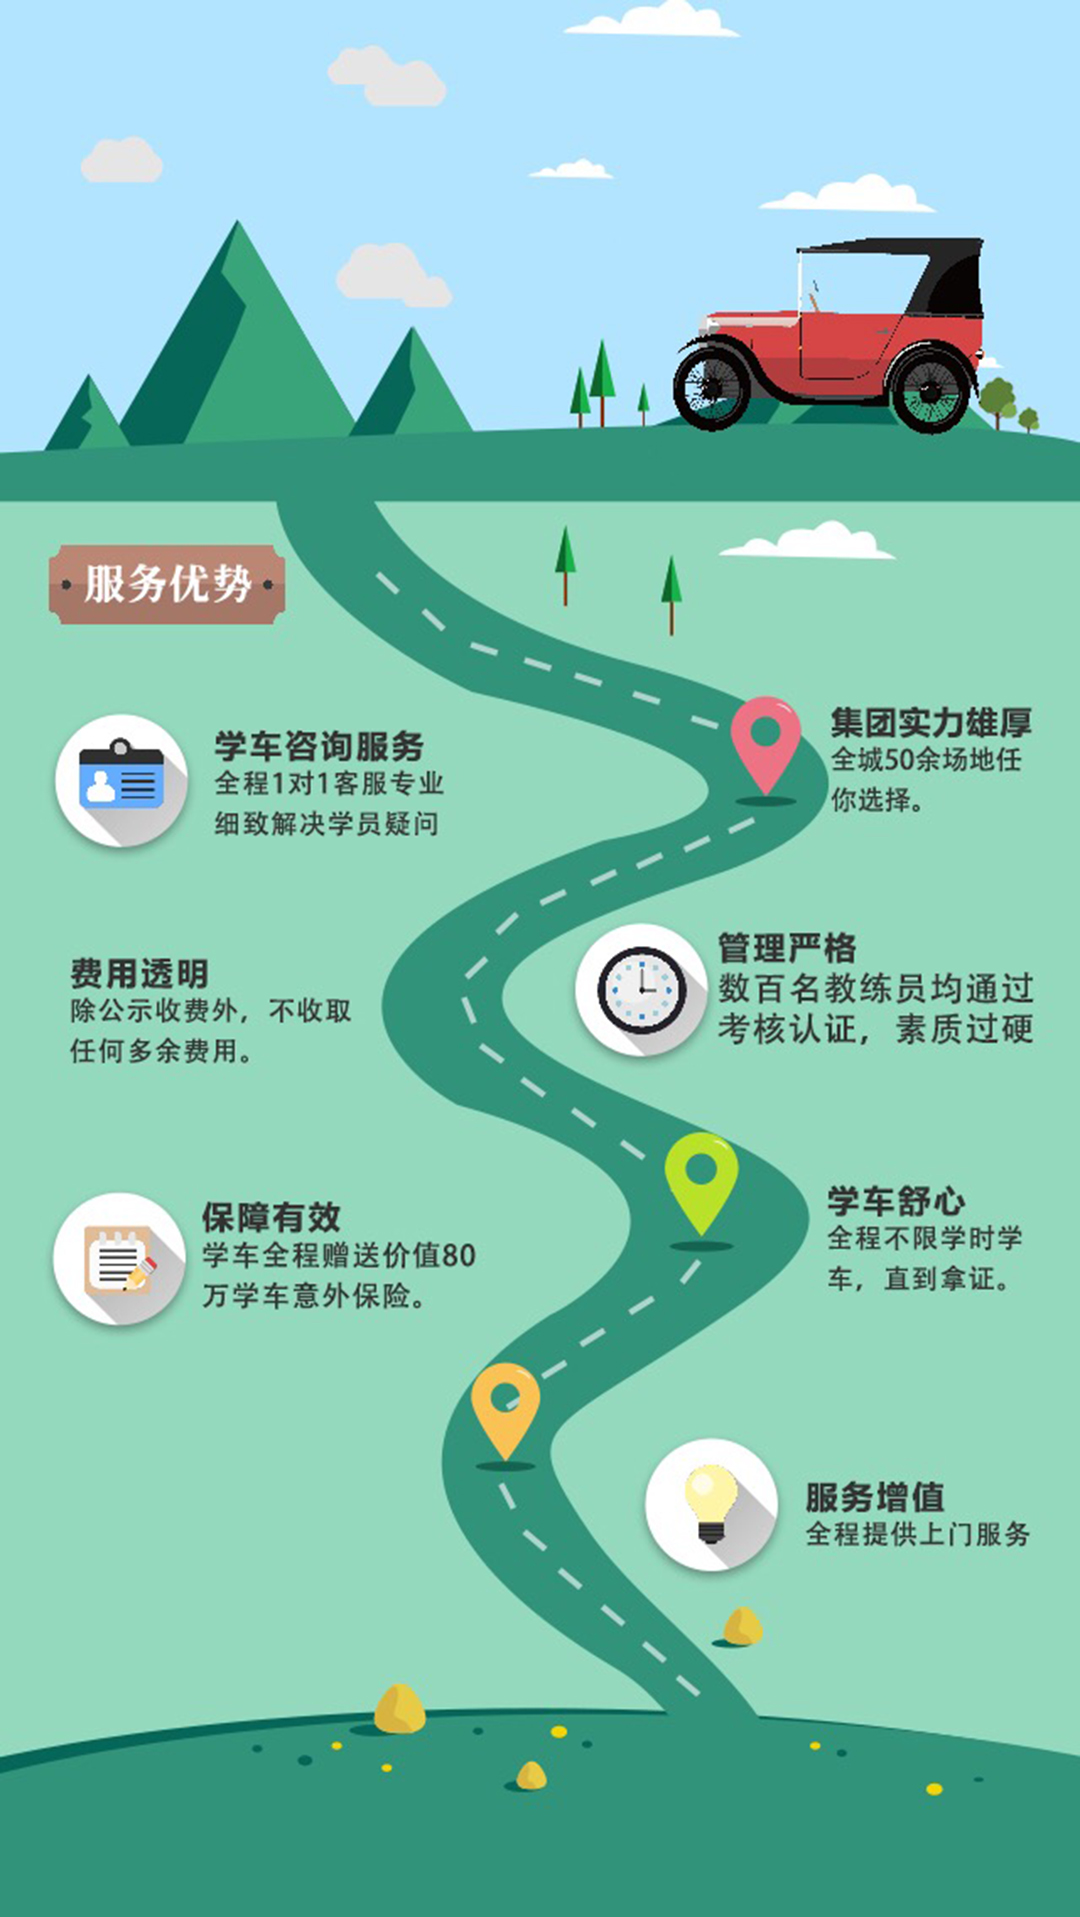 服务优势
学车咨询服务
全程1对1客服专业
细致解决学员疑问
集团实力雄厚
全城50余场地任
你选择。
费用透明
除公示收费外，不收取
任何多余费用。
管理严格
数百名教练员均通过
考核认证，素质过硬
保障有效
学车全程赠送价值80
万学车意外保险。
学车舒心
全程不限学时学
车，直到拿证。
服务增值
全程提供上门服务